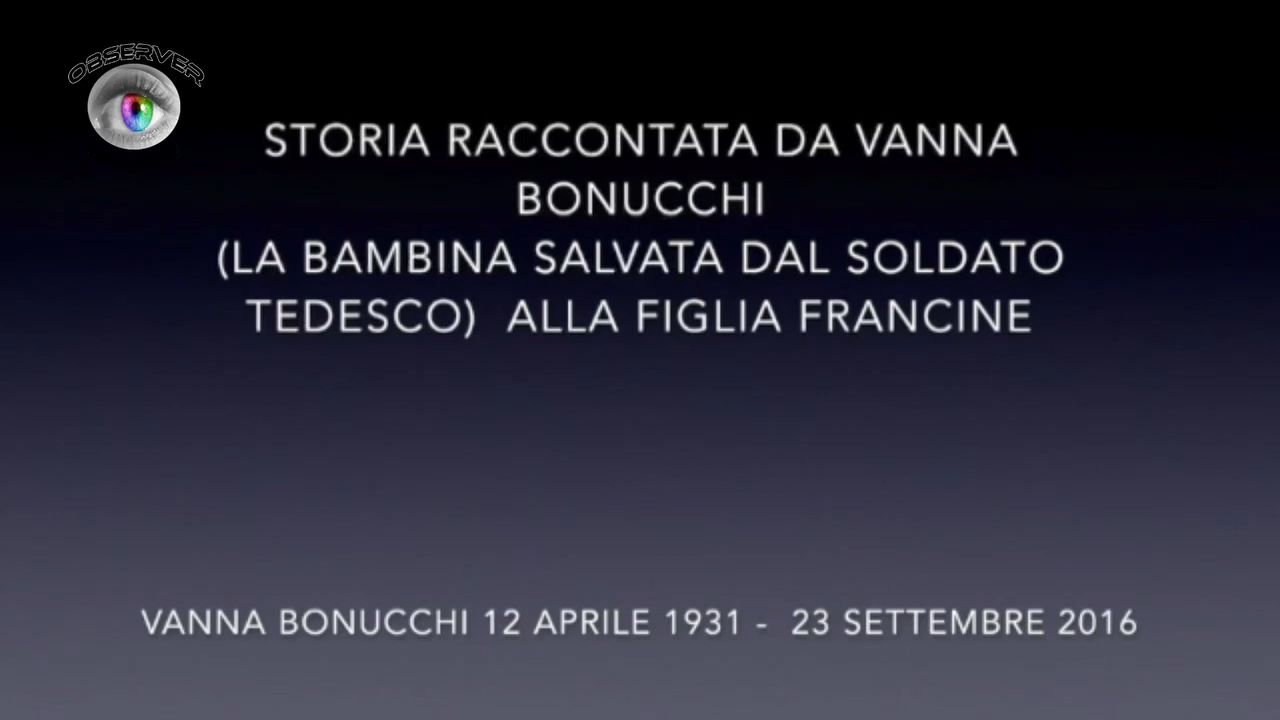 OBSERVER
STORIA RACCONTATA DA VANNA
BONUCCHI
(LA BAMBINA SALVATA DAL SOLDATO
TEDESCO) ALLA FIGLIA FRANCINE
VANNA BONUCCHI 12 APRILE 1931 - 23 SETTEMBRE 2016